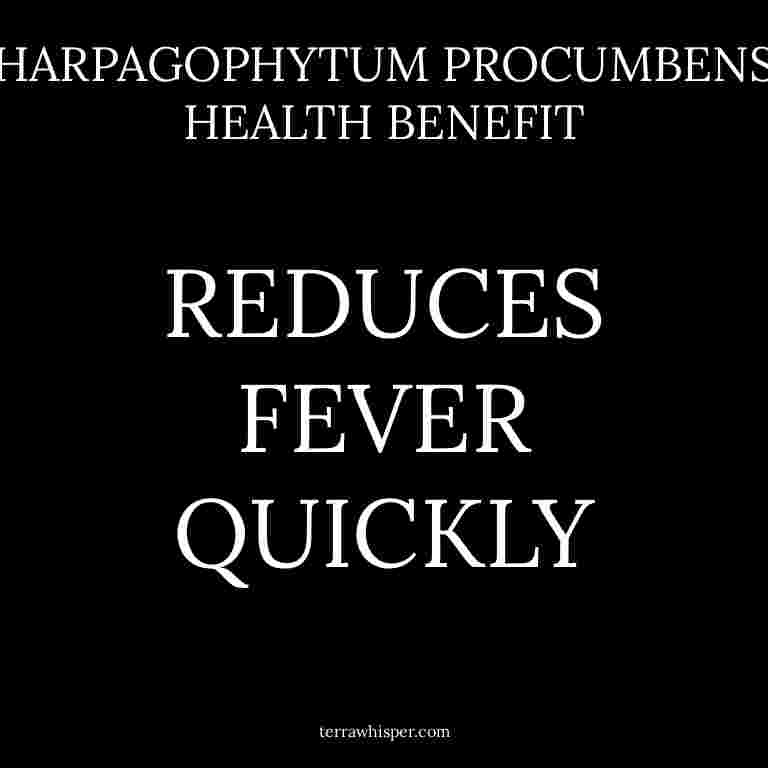 HARPAGOPHYTUM PROCUMBENS
HEALTH BENEFIT
REDUCES
FEVER
QUICKLY
terrawhisper.com